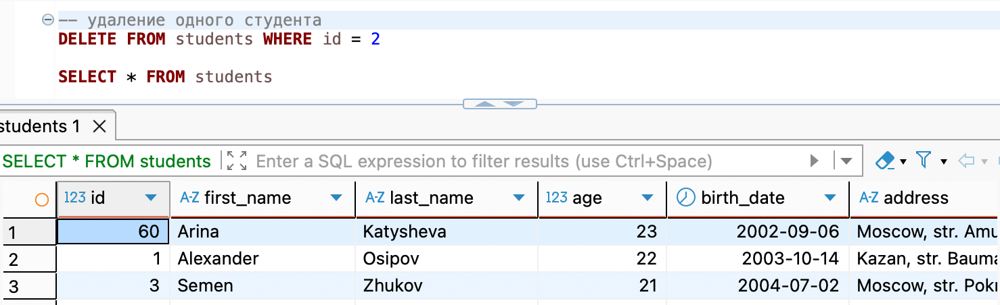 -- удаление одного студента
DELETE FROM students WHERE id = 2
SELECT * FROM students
students 1
SELECT * FROM students Enter a SQL expression to filter results (use Ctrl+Space)
123 id A-Z first_name A-Z last_name 123 age birth_date A-Z address
1 60 Arina Katysheva 23 2002-09-06 Moscow, str. Amu
2 1 Alexander Osipov 22 2003-10-14 Kazan, str. Bauma
3 3 Semen Zhukov 21 2004-07-02 Moscow, str. Pok